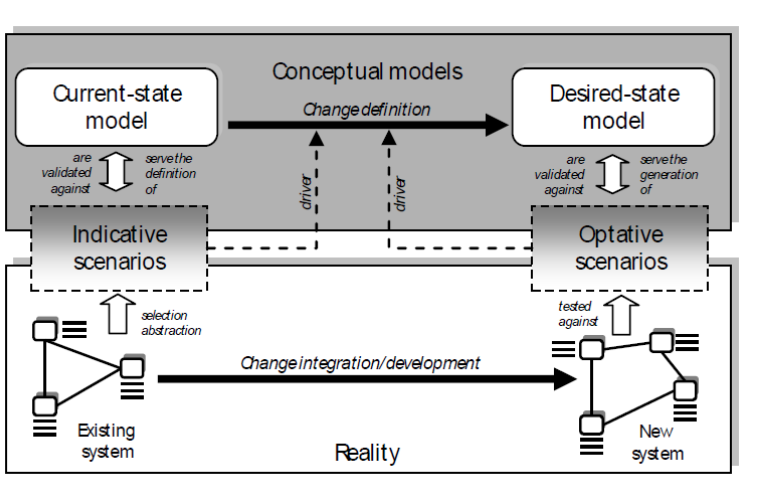 Conceptual models
Current-state
model
Change definition
Desired-state
model
are
validated
against
serve the
definition
of
driver
driver
are
validated
against
serve the
generation
of
Indicative
scenarios
Optative
scenarios
selection
abstraction
tested
against
Change integration/development
Existing
system
New
system
Reality